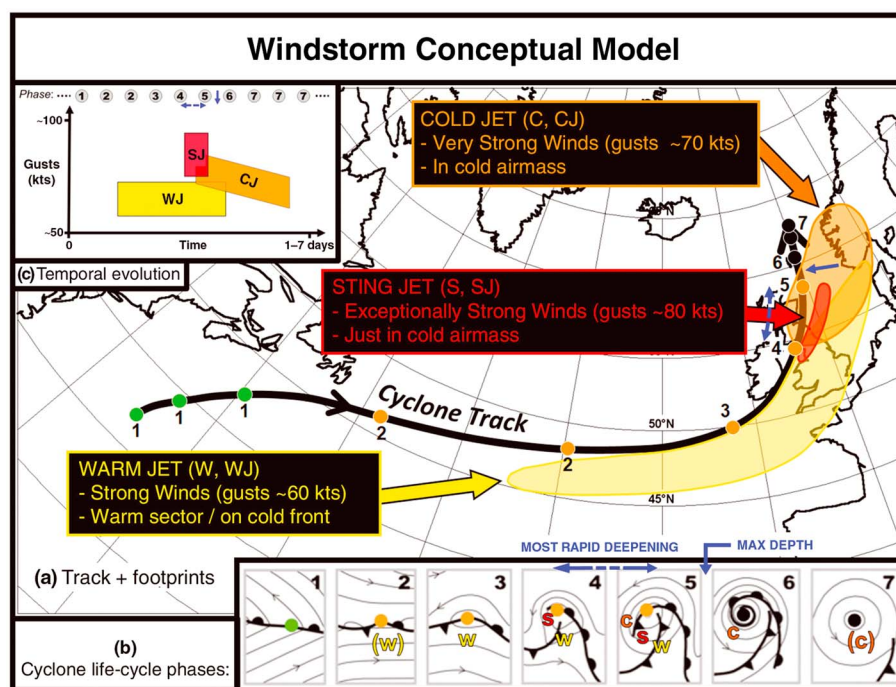 Windstorm Conceptual Model
Phase: .... 1 2 2 3 4 5 6 7 7 7 ....
~100
Gusts
(kts)
SJ
CJ
WJ
~50
0
Time
1–7 days
(c) Temporal evolution
COLD JET (C, CJ)
- Very Strong Winds (gusts ~70 kts)
- In cold airmass
STING JET (S, SJ)
- Exceptionally Strong Winds (gusts ~80 kts)
- Just in cold airmass
7
6
5
4
3
2
2
1
1
1
Cyclone Track
50°N
45°N
WARM JET (W, WJ)
- Strong Winds (gusts ~60 kts)
- Warm sector / on cold front
(a) Track + footprints
MOST RAPID DEEPENING
MAX DEPTH
(b)
Cyclone life-cycle phases:
1
2
(w)
3
w
4
s
w
5
c
s
w
6
c
7
(c)